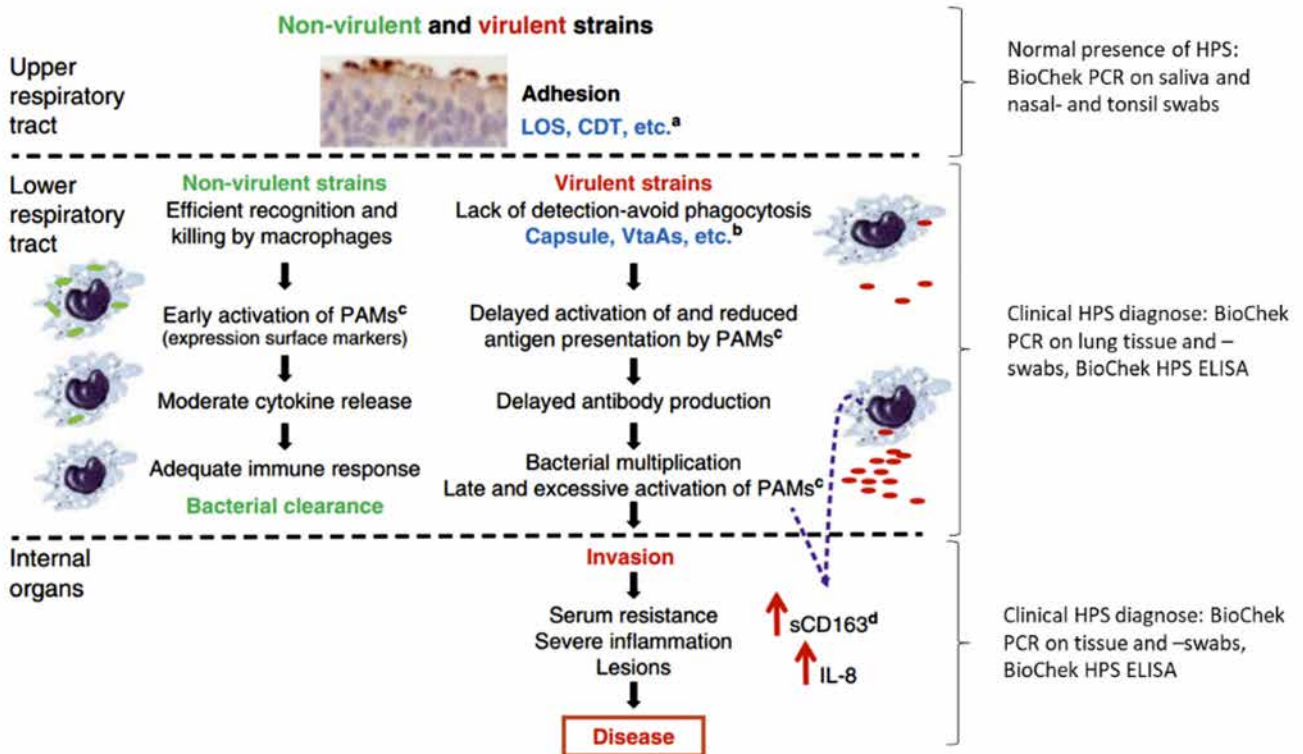 Non-virulent and virulent strains
Upper
respiratory
tract
Adhesion
LOS, CDT, etc.a
Normal presence of HPS:
BioChek PCR on saliva and
nasal- and tonsil swabs
Lower
respiratory
tract
Non-virulent strains
Efficient recognition and
killing by macrophages
Early activation of PAMsc
(expression surface markers)
Moderate cytokine release
Adequate immune response
Bacterial clearance
Virulent strains
Lack of detection-avoid phagocytosis
Capsule, VtaAs, etc.b
Delayed activation of and reduced
antigen presentation by PAMsc
Delayed antibody production
Bacterial multiplication
Late and excessive activation of PAMsc
Clinical HPS diagnose: BioChek
PCR on lung tissue and –
swabs, BioChek HPS ELISA
Internal
organs
Invasion
Serum resistance
Severe inflammation
Lesions
Disease
sCD163d
IL-8
Clinical HPS diagnose: BioChek
PCR on tissue and –swabs,
BioChek HPS ELISA